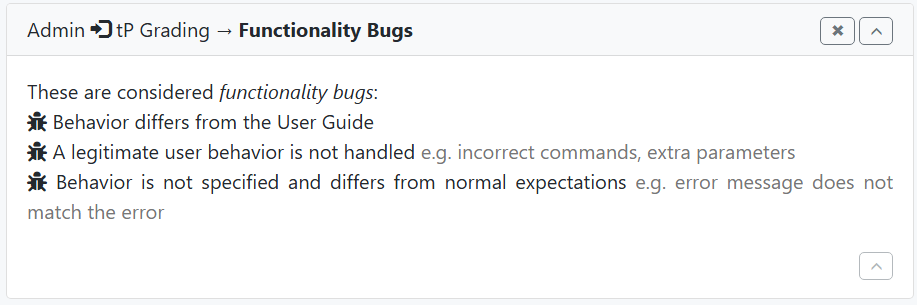 Admin tP Grading → Functionality Bugs
These are considered functionality bugs:
Behavior differs from the User Guide
A legitimate user behavior is not handled e.g. incorrect commands, extra parameters
Behavior is not specified and differs from normal expectations e.g. error message does not
match the error